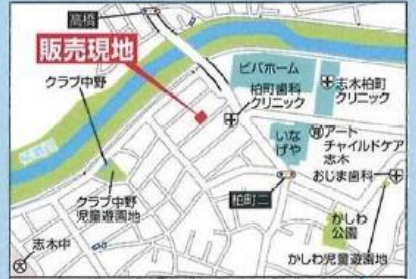 高橋
販売現地
クラブ中野
ビバホーム
柏町歯科
クリニック
志木柏町
クリニック
いな
げや
アート
チャイルドケア
志木
おじま歯科
柏町二
クラブ中野
児童遊園地
かしわ
公園
志木中
かしわ児童遊園地